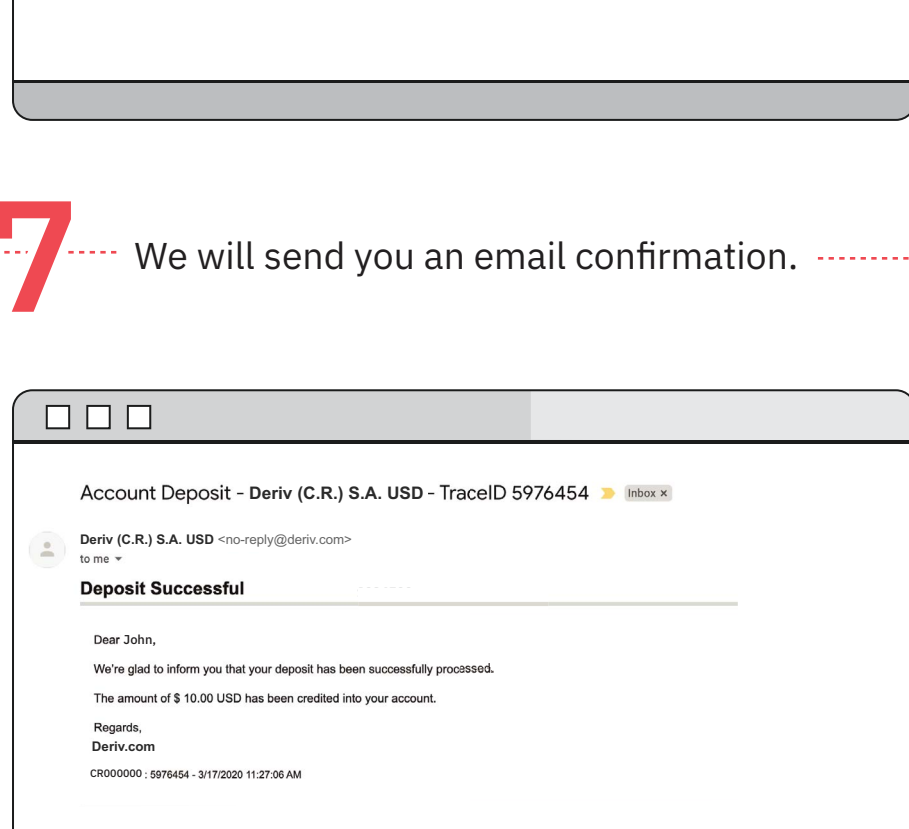 7
We will send you an email confirmation.
Account Deposit - Deriv (C.R.) S.A. USD - TraceID 5976454 Inbox ×
Deriv (C.R.) S.A. USD <no-reply@deriv.com>
to me
Deposit Successful
Dear John,
We're glad to inform you that your deposit has been successfully processed.
The amount of $ 10.00 USD has been credited into your account.
Regards,
Deriv.com
CR000000 : 5976454 - 3/17/2020 11:27:06 AM